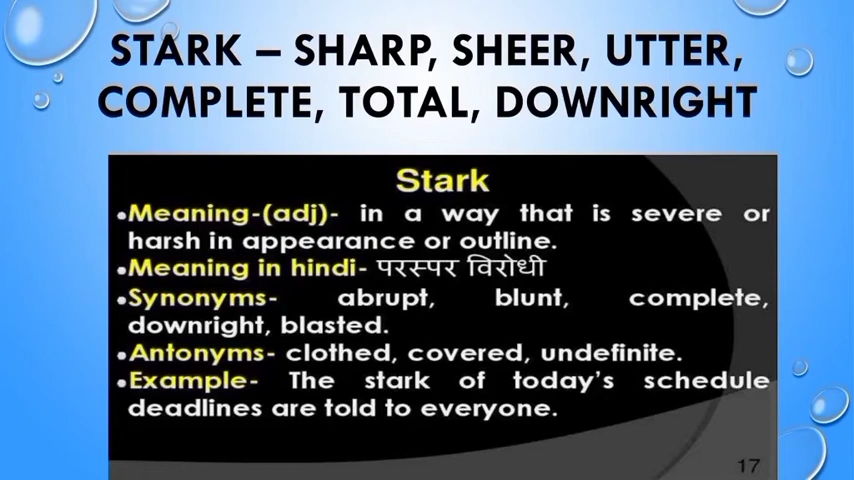 STARK – SHARP, SHEER, UTTER,
COMPLETE, TOTAL, DOWNRIGHT
Stark
•Meaning-(adj)- in a way that is severe or
harsh in appearance or outline.
•Meaning in hindi- परस्पर विरोधी
•Synonyms- abrupt, blunt, complete,
downright, blasted.
•Antonyms- clothed, covered, undefinite.
•Example- The stark of today's schedule
deadlines are told to everyone.
17